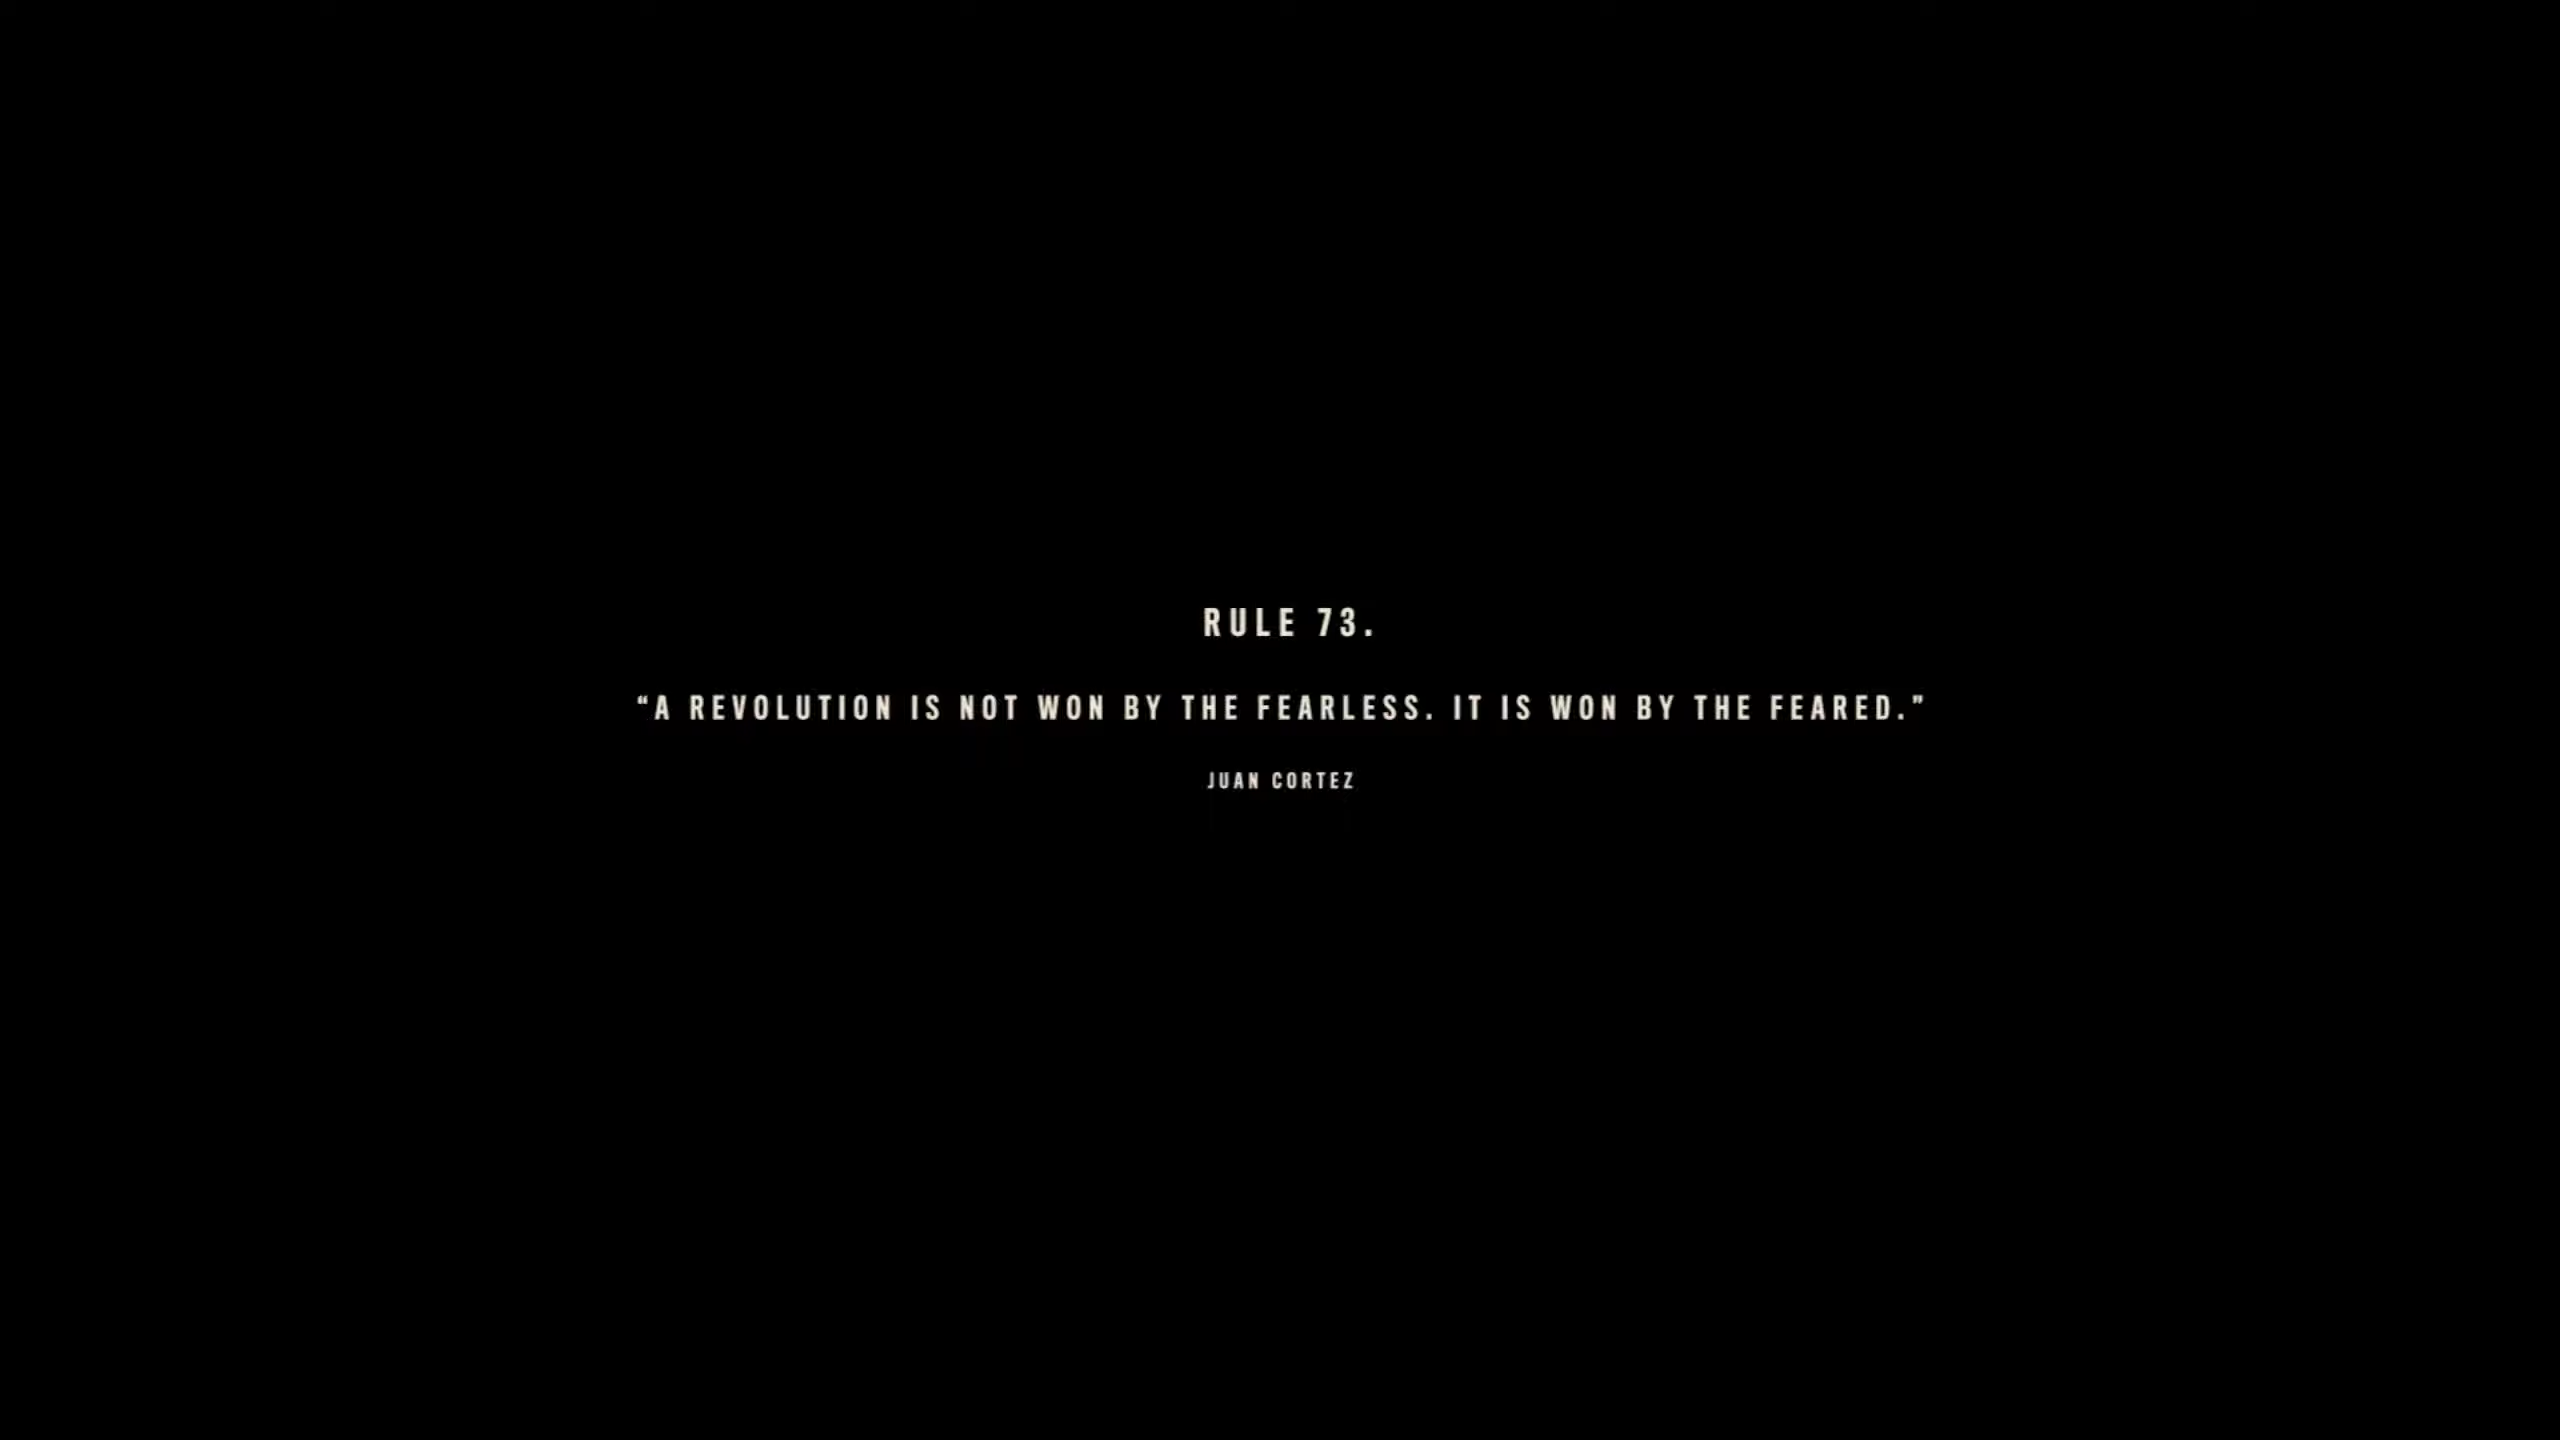 RULE 73.
“A REVOLUTION IS NOT WON BY THE FEARLESS. IT IS WON BY THE FEARED.”
JUAN CORTEZ